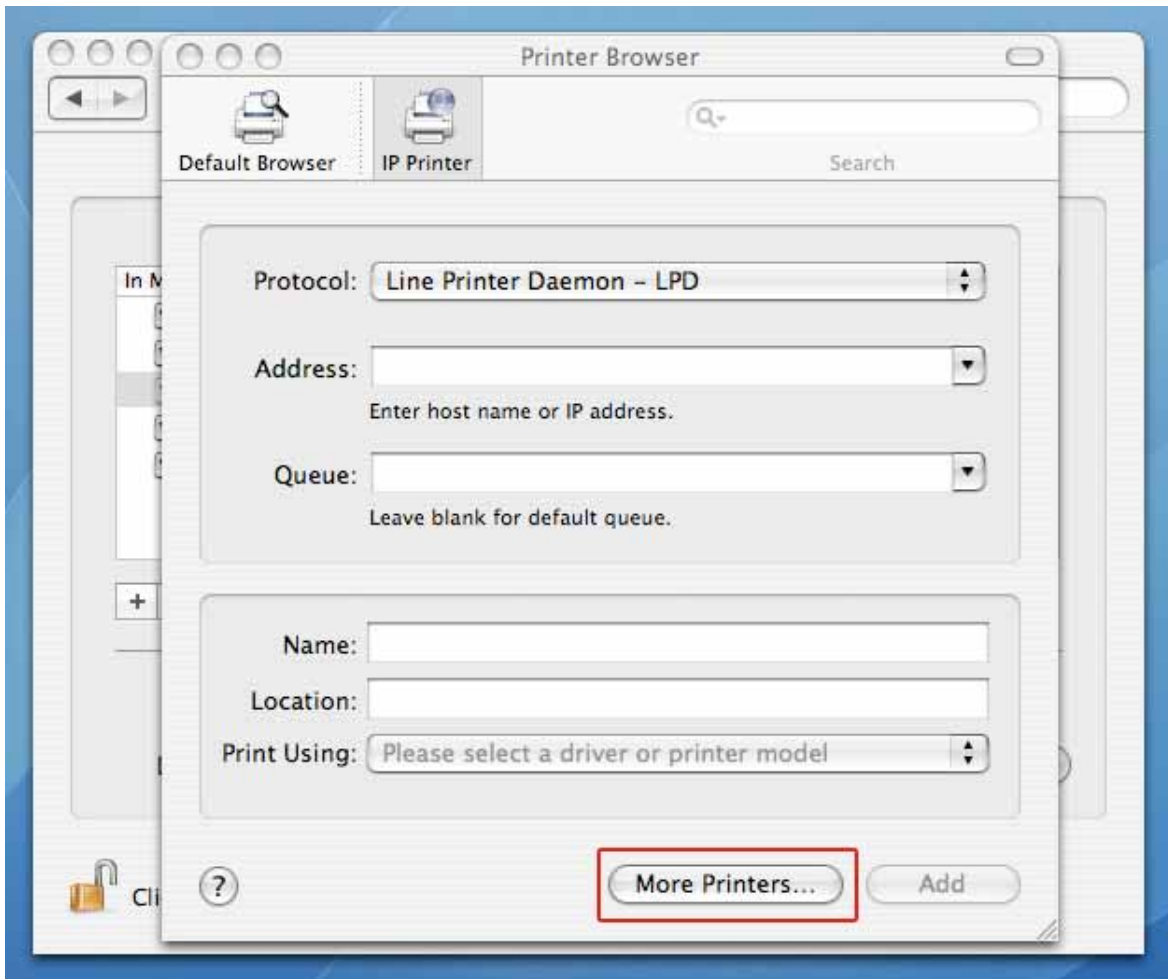 Printer Browser
Default Browser
IP Printer
Search
In M
Protocol: Line Printer Daemon – LPD
Address:
Enter host name or IP address.
Queue:
Leave blank for default queue.
+
Name:
Location:
Print Using: Please select a driver or printer model
Cli
?
More Printers...
Add